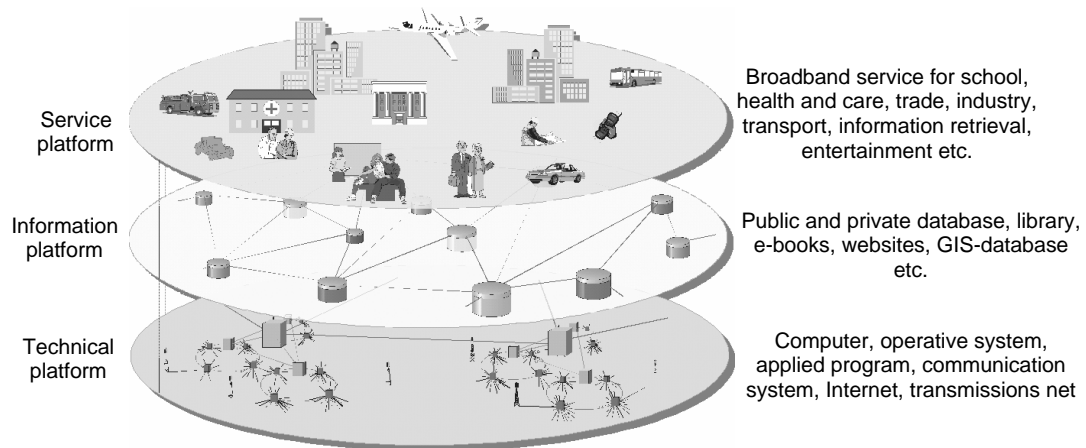 Service
platform
Broadband service for school,
health and care, trade, industry,
transport, information retrieval,
entertainment etc.
Information
platform
Public and private database, library,
e-books, websites, GIS-database
etc.
Technical
platform
Computer, operative system,
applied program, communication
system, Internet, transmissions net